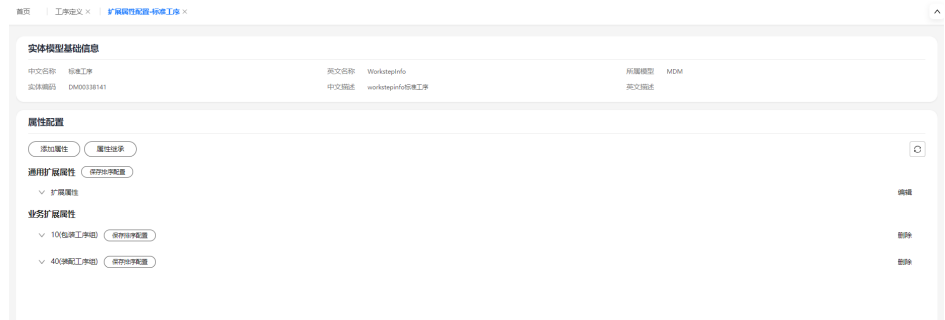 首页 工序定义 × 扩展属性配置-标准工序 ×
实体模型基础信息
中文名称 标准工序 英文名称 WorkstepInfo 所属模型 MDM
实体编码 DM00338141 中文描述 workstepinfo标准工序 英文描述
属性配置
添加属性 属性继承
通用扩展属性 保存排序配置
扩展属性 编辑
业务扩展属性
10(包装工序组) 保存排序配置 删除
40(装配工序组) 保存排序配置 删除